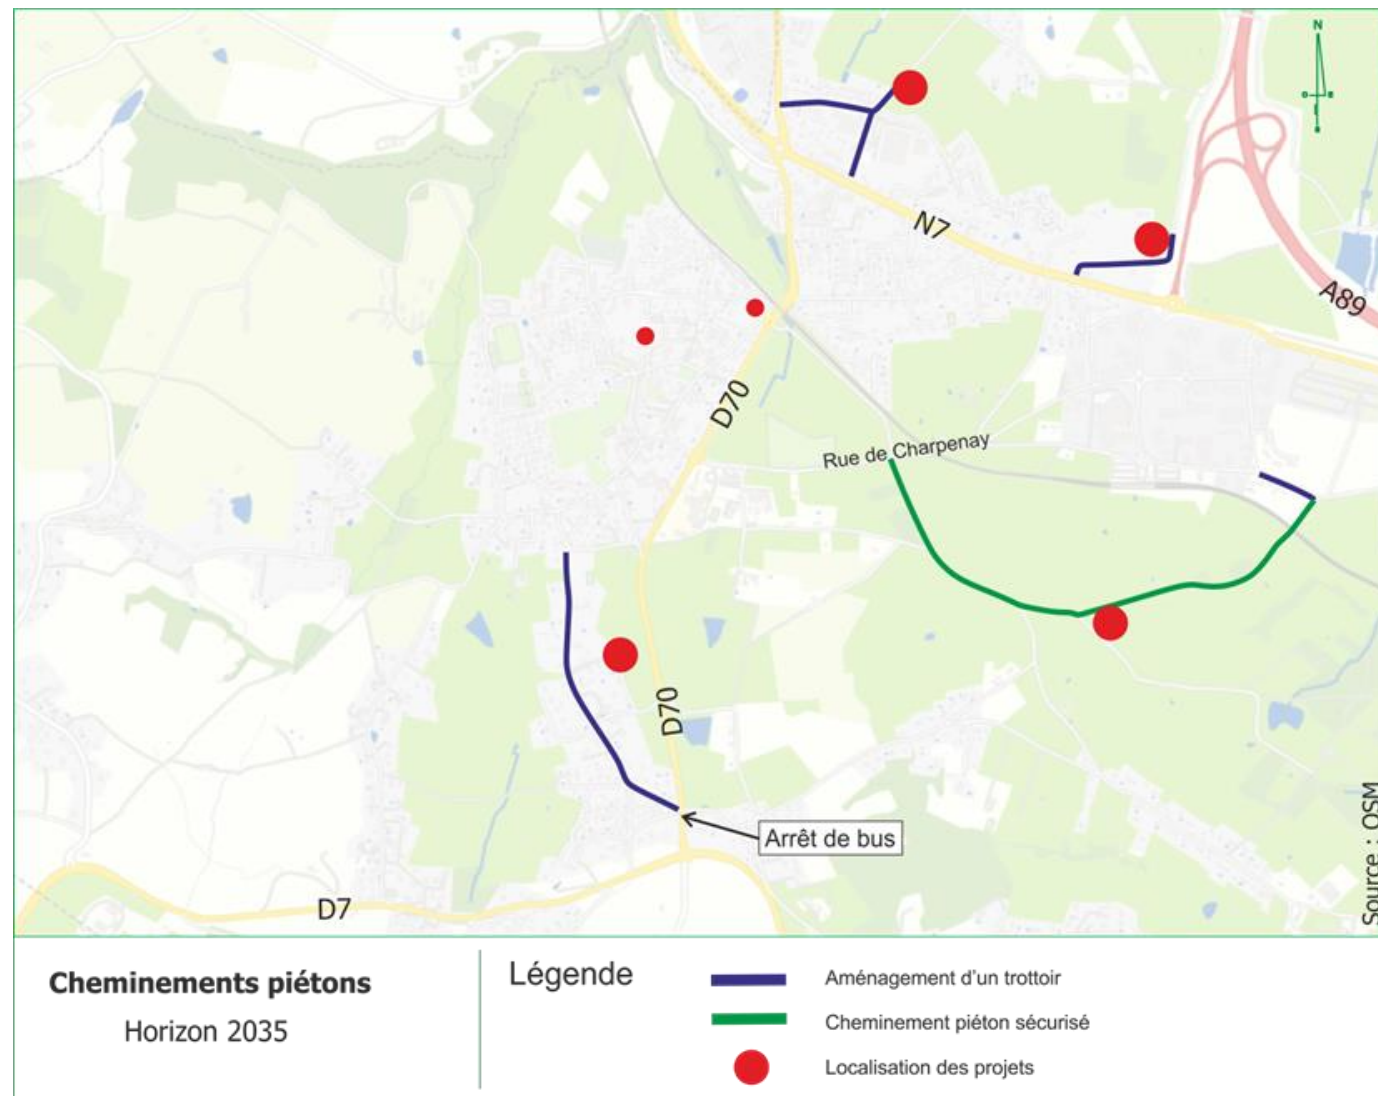 N
N7
A89
D70
Rue de Charpenay
D70
Arrêt de bus
D7
Source : OSM
Cheminements piétons
Horizon 2035
Légende
Aménagement d'un trottoir
Cheminement piéton sécurisé
Localisation des projets